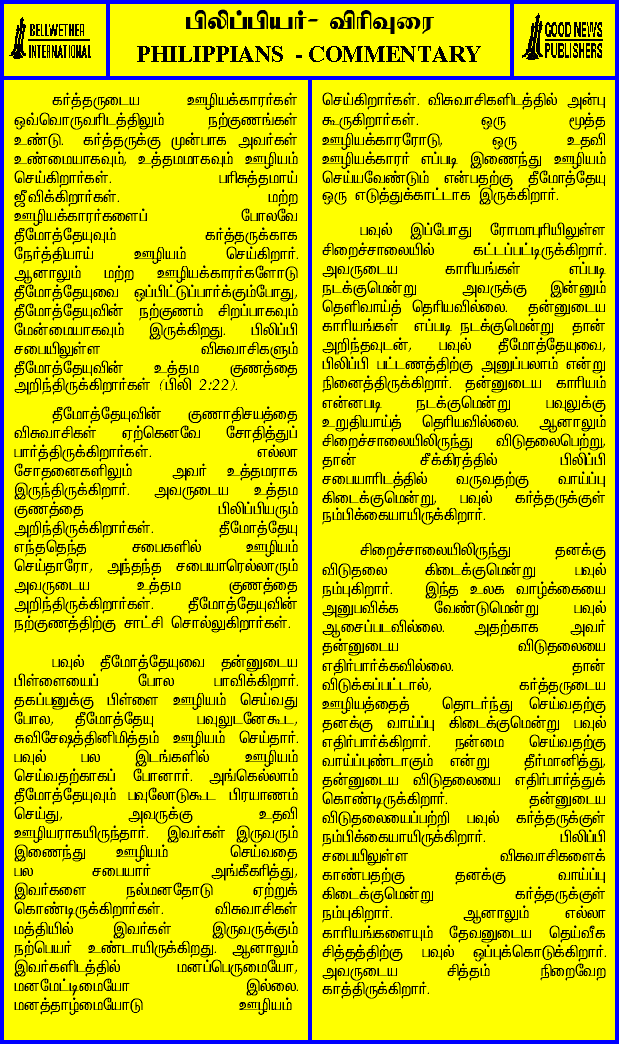 BELLWETHER
INTERNATIONAL
பிலிப்பியர்- விரிவுரை
PHILIPPIANS - COMMENTARY
GOOD NEWS
PUBLISHERS
கர்த்தருடைய ஊழியக்காரர்கள்
ஒவ்வொருவரிடத்திலும் நற்குணங்கள்
உண்டு. கர்த்தருக்கு முன்பாக அவர்கள்
உண்மையாகவும், உத்தமமாகவும் ஊழியம்
செய்கிறார்கள். பரிசுத்தமாய்
ஜீவிக்கிறார்கள். மற்ற
ஊழியக்காரர்களைப் போலவே
தீமோத்தேயுவும் கர்த்தருக்காக
நேர்த்தியாய் ஊழியம் செய்கிறார்.
ஆனாலும் மற்ற ஊழியக்காரர்களோடு
தீமோத்தேயுவை ஒப்பிட்டுப்பார்க்கும்போது,
தீமோத்தேயுவின் நற்குணம் சிறப்பாகவும்
மேன்மையாகவும் இருக்கிறது. பிலிப்பி
சபையிலுள்ள விசுவாசிகளும்
தீமோத்தேயுவின் உத்தம குணத்தை
அறிந்திருக்கிறார்கள் (பிலி 2:22).
தீமோத்தேயுவின் குணாதிசயத்தை
விசுவாசிகள் ஏற்கெனவே சோதித்துப்
பார்த்திருக்கிறார்கள். எல்லா
சோதனைகளிலும் அவர் உத்தமராக
இருந்திருக்கிறார். அவருடைய உத்தம
குணத்தை பிலிப்பியரும்
அறிந்திருக்கிறார்கள். தீமோத்தேயு
எந்ததெந்த சபைகளில் ஊழியம்
செய்தாரோ, அந்தந்த சபையாரெல்லாரும்
அவருடைய உத்தம குணத்தை
அறிந்திருக்கிறார்கள். தீமோத்தேயுவின்
நற்குணத்திற்கு சாட்சி சொல்லுகிறார்கள்.
பவுல் தீமோத்தேயுவை தன்னுடைய
பிள்ளையைப் போல பாவிக்கிறார்.
தகப்பனுக்கு பிள்ளை ஊழியம் செய்வது
போல, தீமோத்தேயு பவுலுடனேகூட,
சுவிசேஷத்தினிமித்தம் ஊழியம் செய்தார்.
பவுல் பல இடங்களில் ஊழியம்
செய்வதற்காகப் போனார். அங்கெல்லாம்
தீமோத்தேயுவும் பவுலோடுகூட பிரயாணம்
செய்து, அவருக்கு உதவி
ஊழியராகயிருந்தார். இவர்கள் இருவரும்
இணைந்து ஊழியம் செய்வதை
பல சபையார் அங்கீகரித்து,
இவர்களை நல்மனதோடு ஏற்றுக்
கொண்டிருக்கிறார்கள். விசுவாசிகள்
மத்தியில் இவர்கள் இருவருக்கும்
நற்பெயர் உண்டாயிருக்கிறது. ஆனாலும்
இவர்களிடத்தில் மனப்பெருமையோ,
மனமேட்டிமையோ இல்லை.
மனத்தாழ்மையோடு ஊழியம்
செய்கிறார்கள். விசுவாசிகளிடத்தில் அன்பு
கூருகிறார்கள். ஒரு மூத்த
ஊழியக்காரரோடு, ஒரு உதவி
ஊழியக்காரர் எப்படி இணைந்து ஊழியம்
செய்யவேண்டும் என்பதற்கு தீமோத்தேயு
ஒரு எடுத்துக்காட்டாக இருக்கிறார்.
பவுல் இப்போது ரோமாபுரியிலுள்ள
சிறைச்சாலையில் கட்டப்பட்டிருக்கிறார்.
அவருடைய காரியங்கள் எப்படி
நடக்குமென்று அவருக்கு இன்னும்
தெளிவாய்த் தெரியவில்லை. தன்னுடைய
காரியங்கள் எப்படி நடக்குமென்று தான்
அறிந்தவுடன், பவுல் தீமோத்தேயுவை,
பிலிப்பி பட்டணத்திற்கு அனுப்பலாம் என்று
நினைத்திருக்கிறார். தன்னுடைய காரியம்
என்னபடி நடக்குமென்று பவுலுக்கு
உறுதியாய்த் தெரியவில்லை. ஆனாலும்
சிறைச்சாலையிலிருந்து விடுதலைபெற்று,
தான் சீக்கிரத்தில் பிலிப்பி
சபையாரிடத்தில் வருவதற்கு வாய்ப்பு
கிடைக்குமென்று, பவுல் கர்த்தருக்குள்
நம்பிக்கையாயிருக்கிறார்.
சிறைச்சாலையிலிருந்து தனக்கு
விடுதலை கிடைக்குமென்று பவுல்
நம்புகிறார். இந்த உலக வாழ்க்கையை
அனுபவிக்க வேண்டுமென்று பவுல்
ஆசைப்படவில்லை. அதற்காக அவர்
தன்னுடைய விடுதலையை
எதிர்பார்க்கவில்லை. தான்
விடுக்கப்பட்டால், கர்த்தருடைய
ஊழியத்தைத் தொடர்ந்து செய்வதற்கு
தனக்கு வாய்ப்பு கிடைக்குமென்று பவுல்
எதிர்பார்க்கிறார். நன்மை செய்வதற்கு
வாய்ப்புண்டாகும் என்று தீர்மானித்து,
தன்னுடைய விடுதலையை எதிர்பார்த்துக்
கொண்டிருக்கிறார். தன்னுடைய
விடுதலையைப்பற்றி பவுல் கர்த்தருக்குள்
நம்பிக்கையாயிருக்கிறார். பிலிப்பி
சபையிலுள்ள விசுவாசிகளைக்
காண்பதற்கு தனக்கு வாய்ப்பு
கிடைக்குமென்று கர்த்தருக்குள்
நம்புகிறார். ஆனாலும் எல்லா
காரியங்களையும் தேவனுடைய தெய்வீக
சித்தத்திற்கு பவுல் ஒப்புக்கொடுக்கிறார்.
அவருடைய சித்தம் நிறைவேற
காத்திருக்கிறார்.